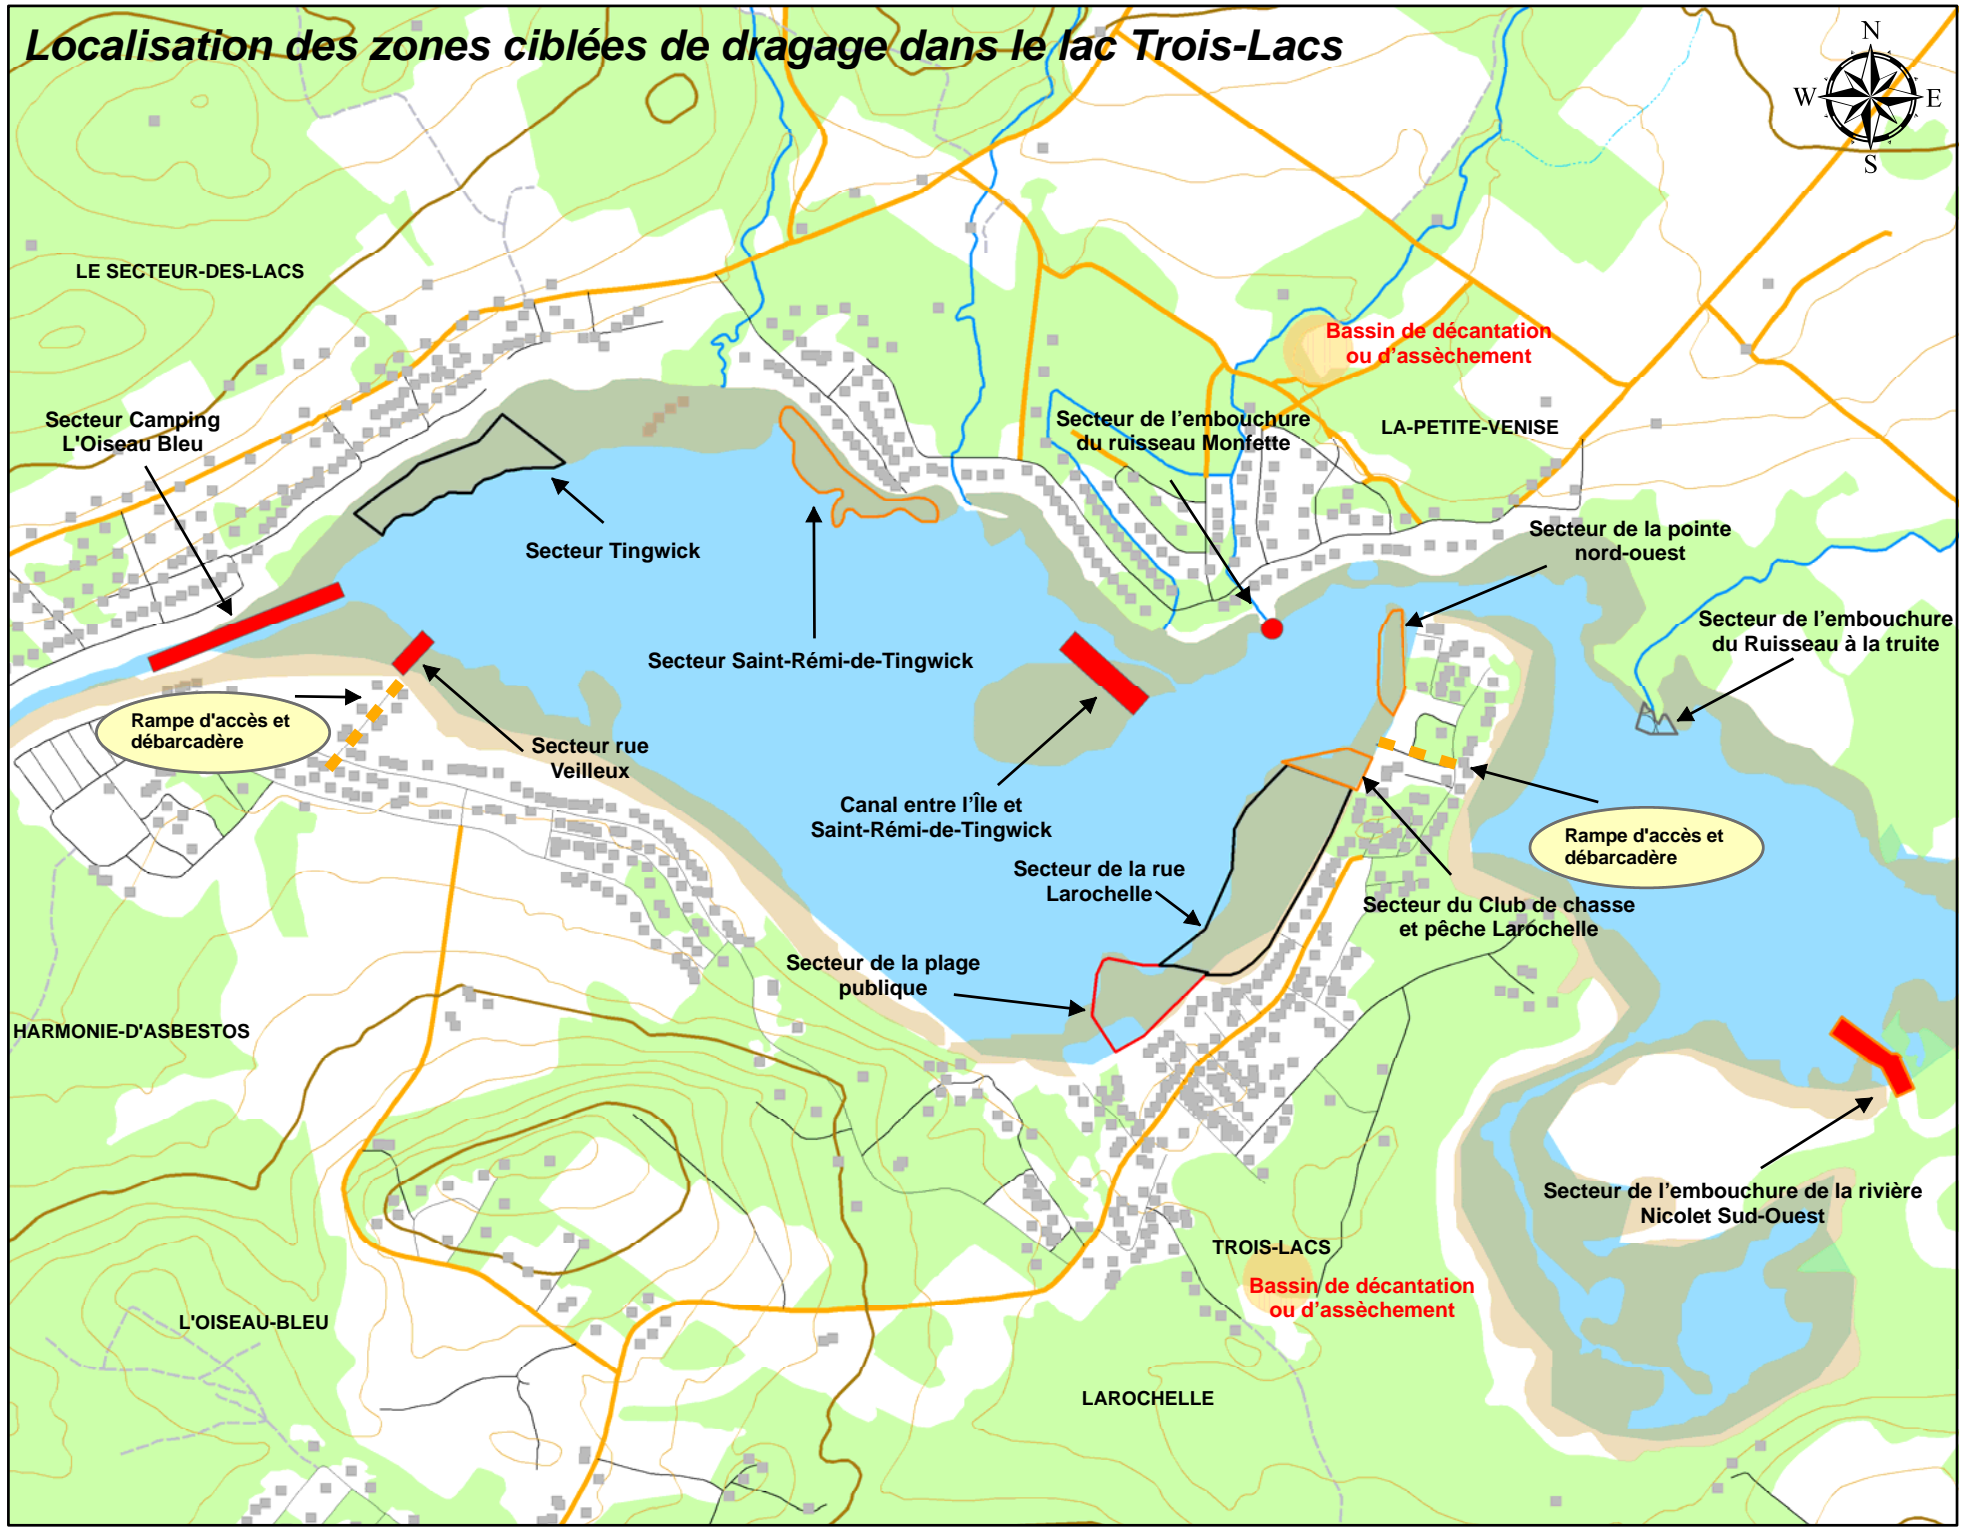 Localisation des zones ciblées de dragage dans le lac Trois-Lacs
N
W
E
S
LE SECTEUR-DES-LACS
Bassin de décantation
ou d'assèchement
Secteur Camping
L'Oiseau Bleu
Secteur de l'embouchure
du ruisseau Monfette
LA-PETITE-VENISE
Secteur Tingwick
Secteur de la pointe
nord-ouest
Secteur Saint-Rémi-de-Tingwick
Secteur de l'embouchure
du Ruisseau à la truite
Rampe d'accès et
débarcadère
Secteur rue
Veilleux
Canal entre l'Île et
Saint-Rémi-de-Tingwick
Rampe d'accès et
débarcadère
Secteur de la rue
Larochelle
Secteur du Club de chasse
et pêche Larochelle
Secteur de la plage
publique
HARMONIE-D'ASBESTOS
Secteur de l'embouchure de la rivière
Nicolet Sud-Ouest
TROIS-LACS
Bassin de décantation
ou d'assèchement
L'OISEAU-BLEU
LAROCHELLE